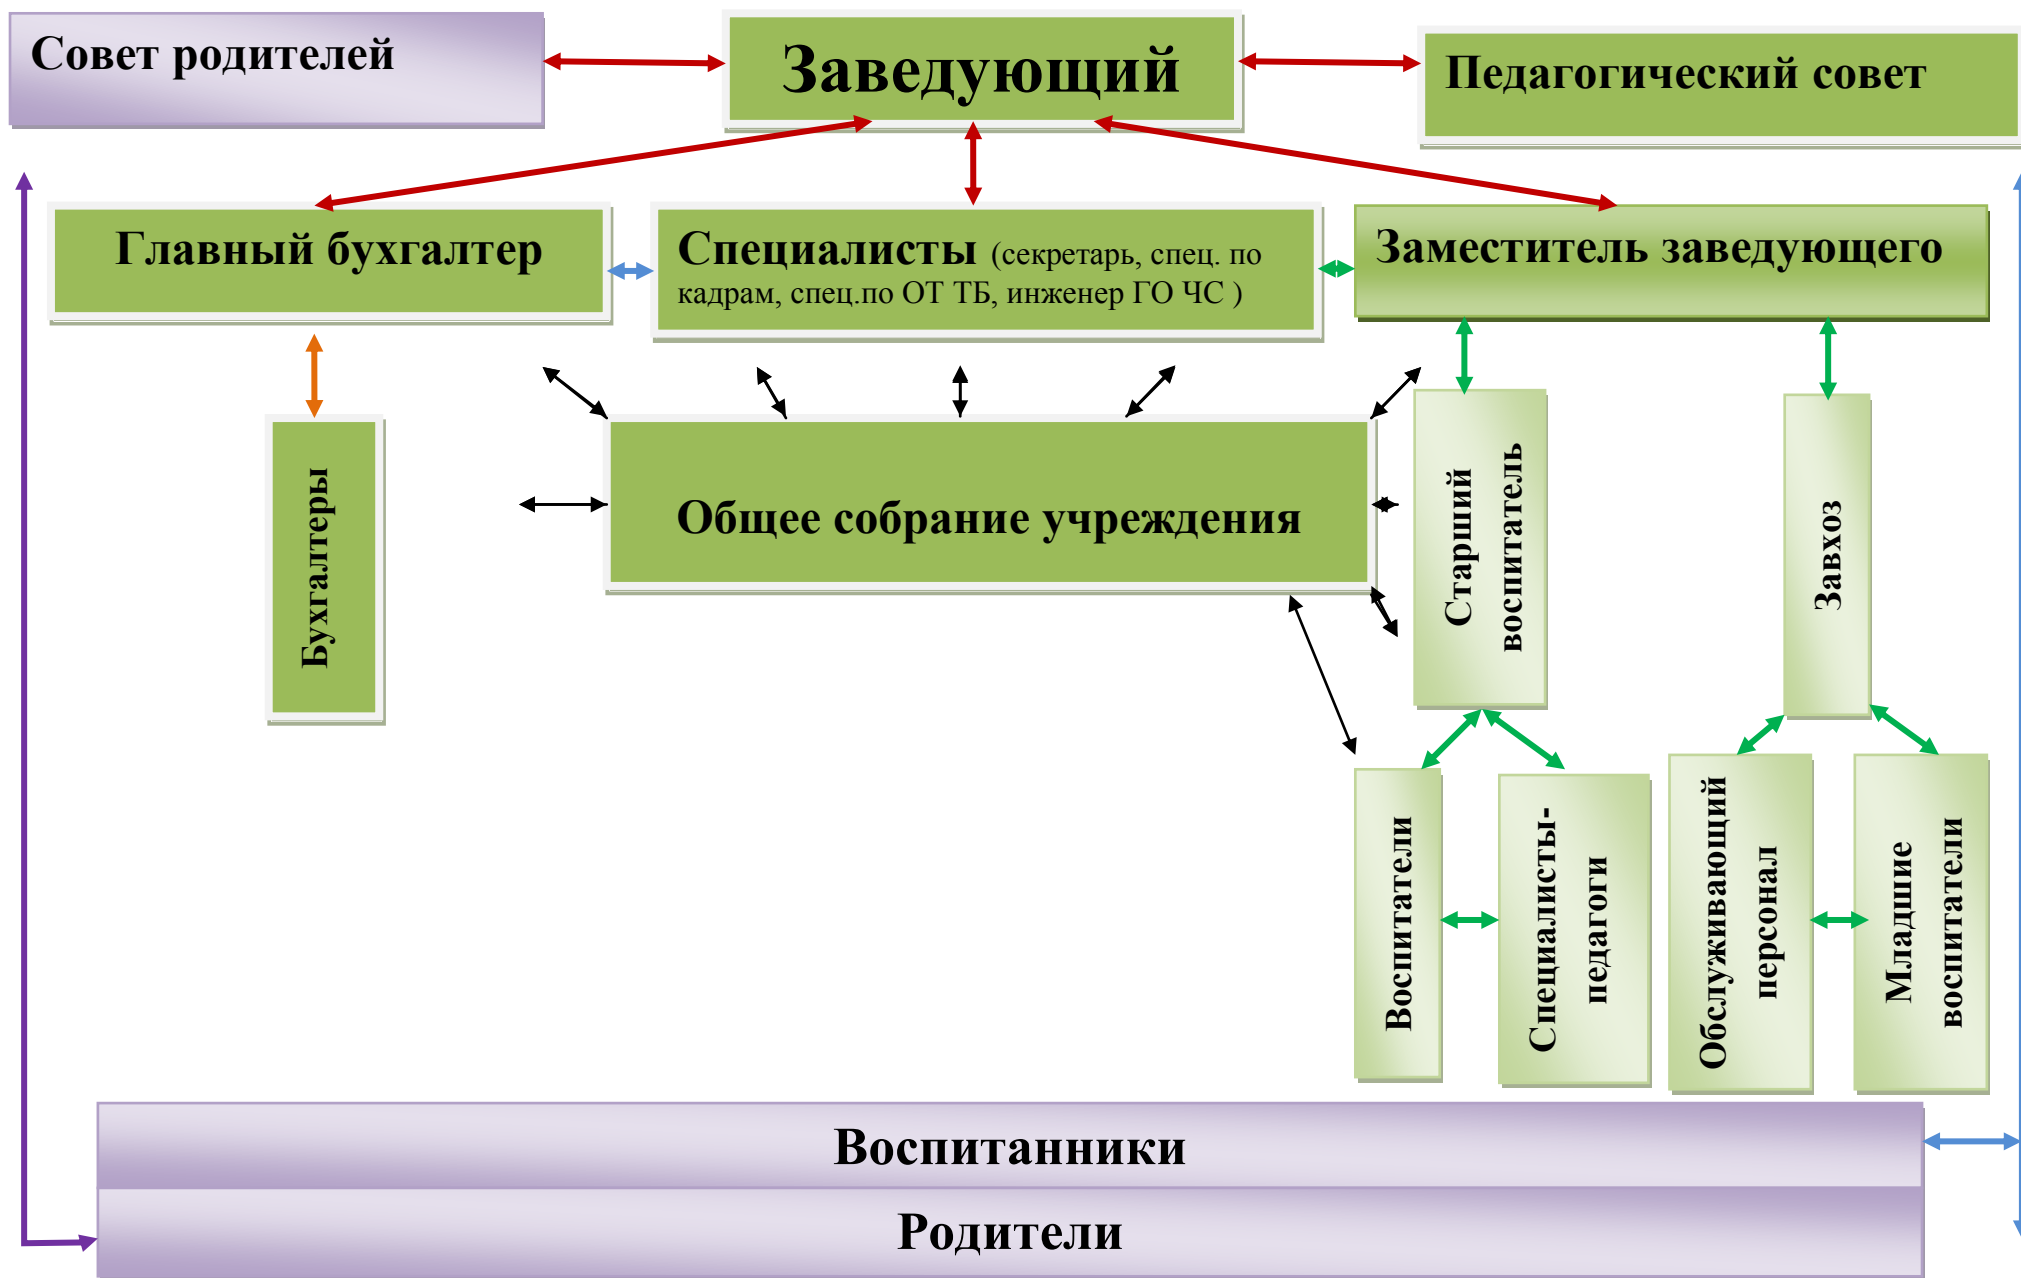 Совет родителей
Заведующий
Педагогический совет
Главный бухгалтер
Специалисты (секретарь, спец. по
кадрам, спец.по ОТ ТБ, инженер ГО ЧС )
Заместитель заведующего
Бухгалтеры
Общее собрание учреждения
Старший
воспитатель
Завхоз
Воспитатели
Специалисты-
педагоги
Обслуживающий
персонал
Младшие
воспитатели
Воспитанники
Родители